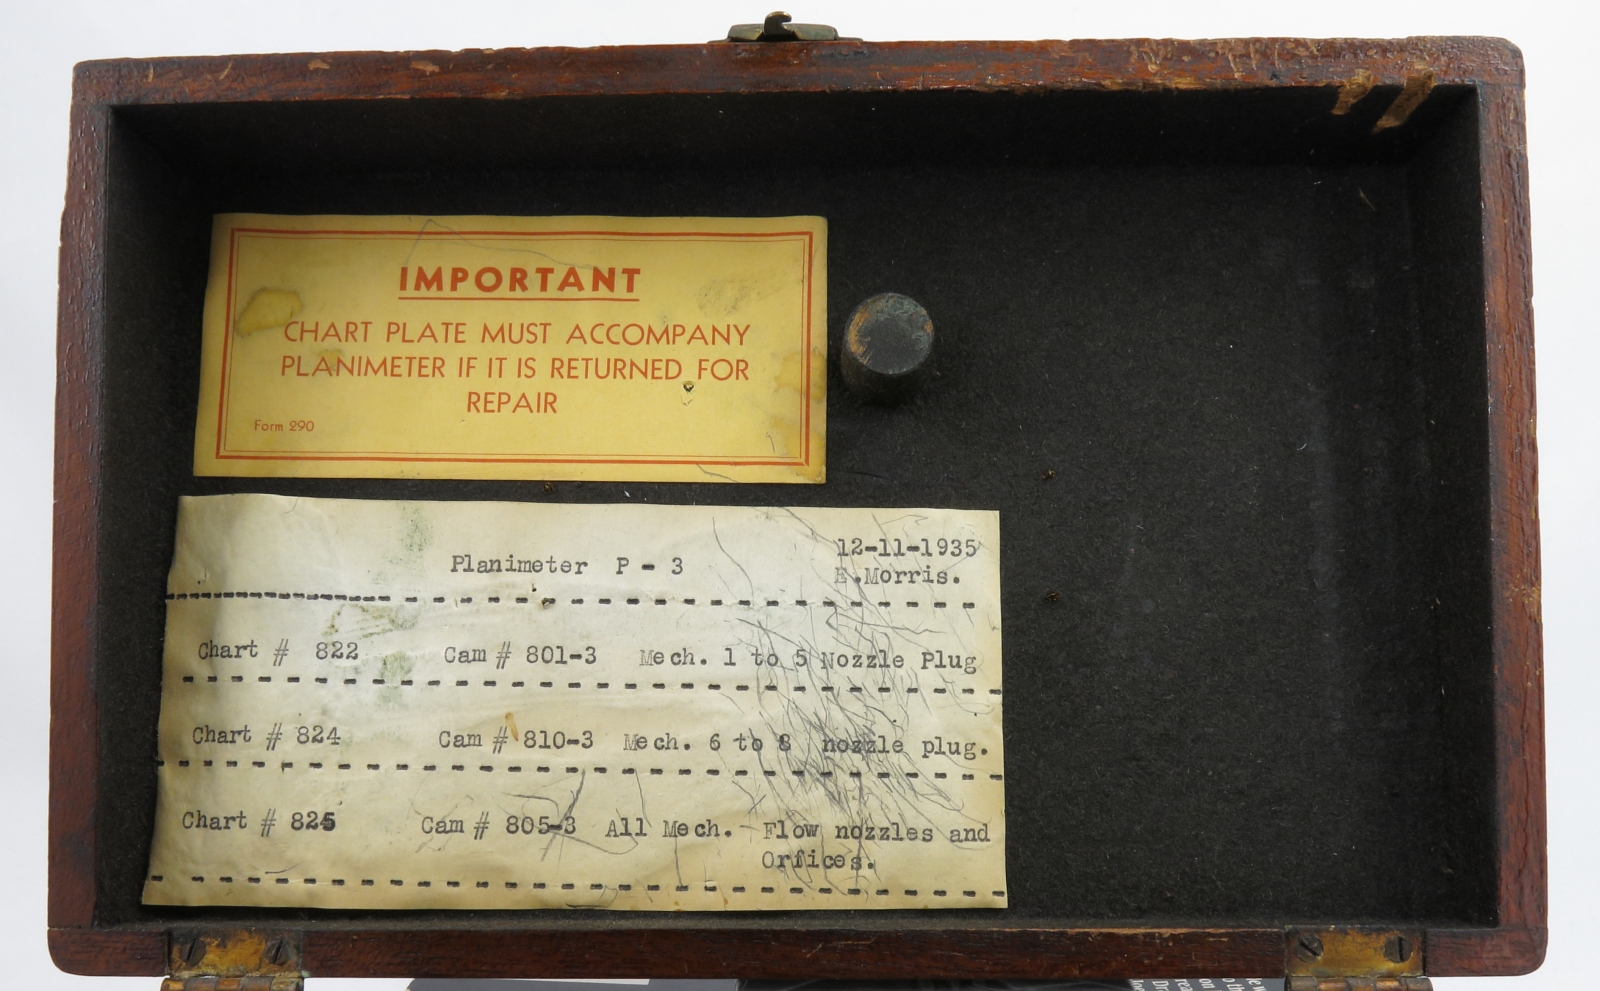 IMPORTANT
CHART PLATE MUST ACCOMPANY
PLANIMETER IF IT IS RETURNED FOR
REPAIR
Form 290
Planimeter P - 3
12-11-1935
E.Morris.
Chart # 822 Cam # 801-3 Mech. 1 to 5 Nozzle Plug
Chart # 824 Cam # 810-3 Mech. 6 to 8 nozzle plug.
Chart # 825 Cam # 805-3 All Mech. Flow nozzles and
Orfices.